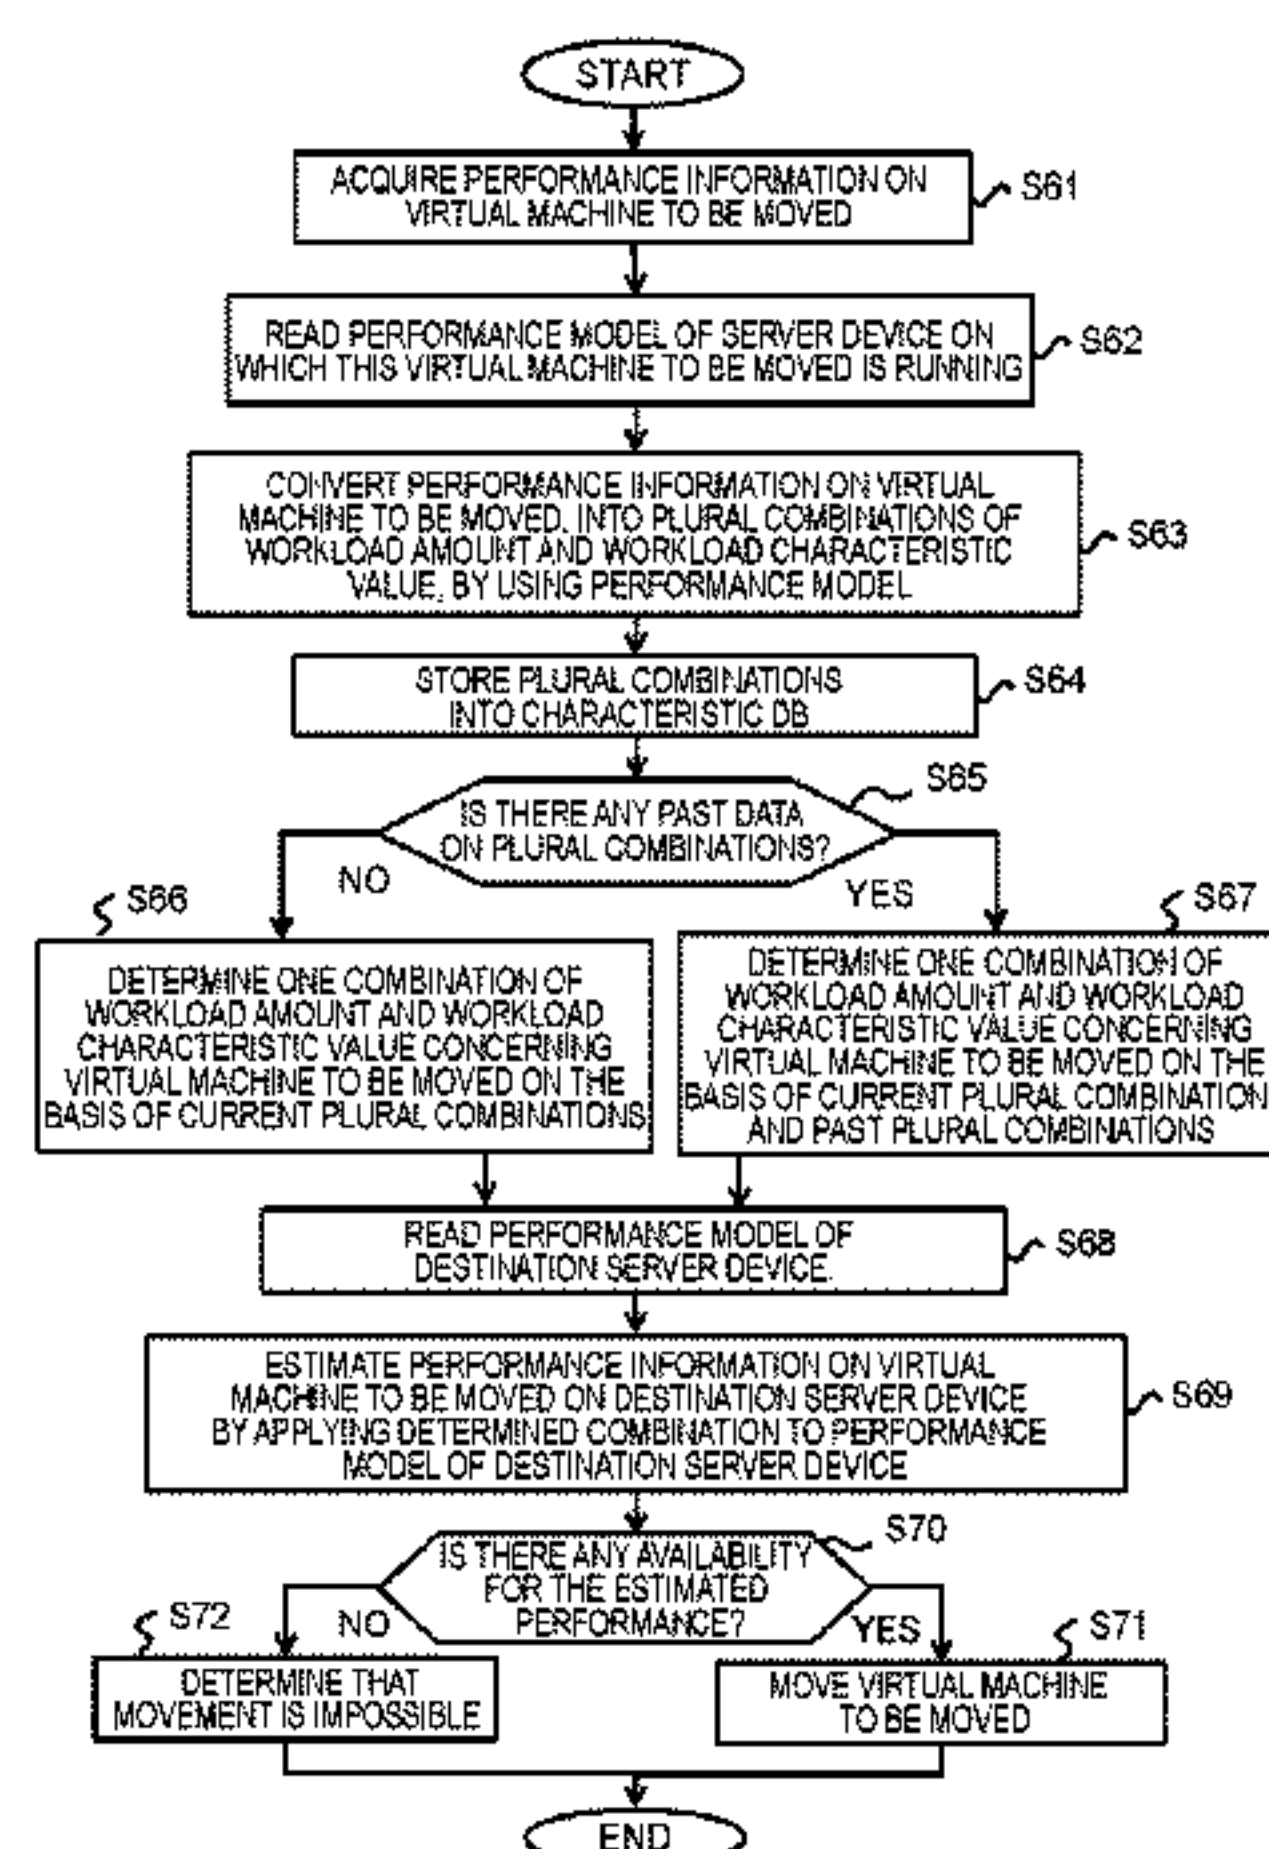 START
ACQUIRE PERFORMANCE INFORMATION ON
VIRTUAL MACHINE TO BE MOVED
S61
READ PERFORMANCE MODEL OF SERVER DEVICE ON
WHICH THIS VIRTUAL MACHINE TO BE MOVED IS RUNNING
S62
CONVERT PERFORMANCE INFORMATION ON VIRTUAL
MACHINE TO BE MOVED, INTO PLURAL COMBINATIONS OF
WORKLOAD AMOUNT AND WORKLOAD CHARACTERISTIC
VALUE, BY USING PERFORMANCE MODEL
S63
STORE PLURAL COMBINATIONS
INTO CHARACTERISTIC DB
S64
IS THERE ANY PAST DATA
ON PLURAL COMBINATIONS?
S65
NO
YES
S66
DETERMINE ONE COMBINATION OF
WORKLOAD AMOUNT AND WORKLOAD
CHARACTERISTIC VALUE CONCERNING
VIRTUAL MACHINE TO BE MOVED ON THE
BASIS OF CURRENT PLURAL COMBINATIONS
S67
DETERMINE ONE COMBINATION OF
WORKLOAD AMOUNT AND WORKLOAD
CHARACTERISTIC VALUE CONCERNING
VIRTUAL MACHINE TO BE MOVED ON THE
BASIS OF CURRENT PLURAL COMBINATION
AND PAST PLURAL COMBINATIONS
READ PERFORMANCE MODEL OF
DESTINATION SERVER DEVICE.
S68
ESTIMATE PERFORMANCE INFORMATION ON VIRTUAL
MACHINE TO BE MOVED ON DESTINATION SERVER DEVICE
BY APPLYING DETERMINED COMBINATION TO PERFORMANCE
MODEL OF DESTINATION SERVER DEVICE
S69
IS THERE ANY AVAILABILITY
FOR THE ESTIMATED
PERFORMANCE?
S70
NO
YES
S72
DETERMINE THAT
MOVEMENT IS IMPOSSIBLE
S71
MOVE VIRTUAL MACHINE
TO BE MOVED
END